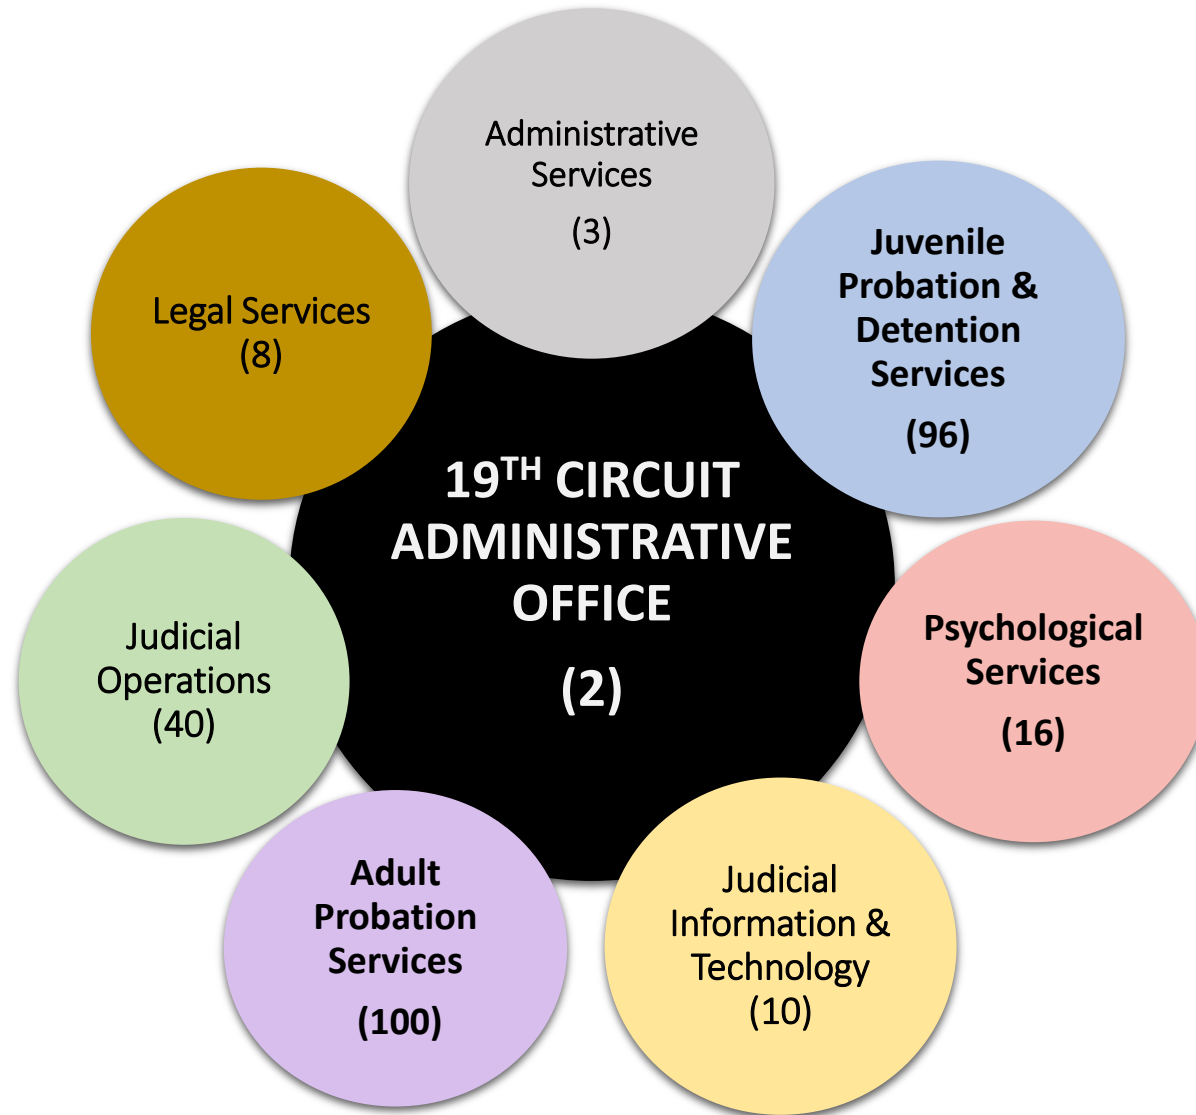 Administrative
Services
(3)
Juvenile
Probation &
Detention
Services
(96)
Legal Services
(8)
19TH CIRCUIT
ADMINISTRATIVE
OFFICE
(2)
Psychological
Services
(16)
Judicial
Operations
(40)
Adult
Probation
Services
(100)
Judicial
Information &
Technology
(10)